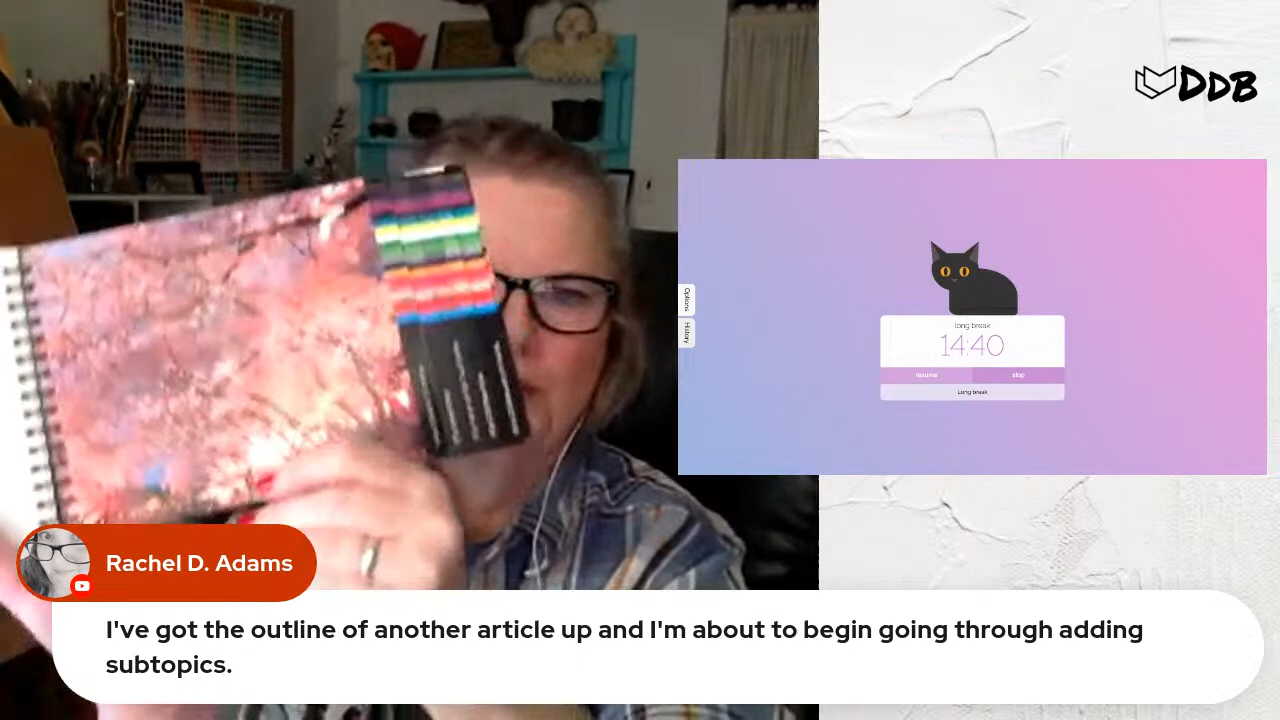 DDB
Options
History
long break
14:40
resume
stop
Long break
Rachel D. Adams
I've got the outline of another article up and I'm about to begin going through adding
subtopics.